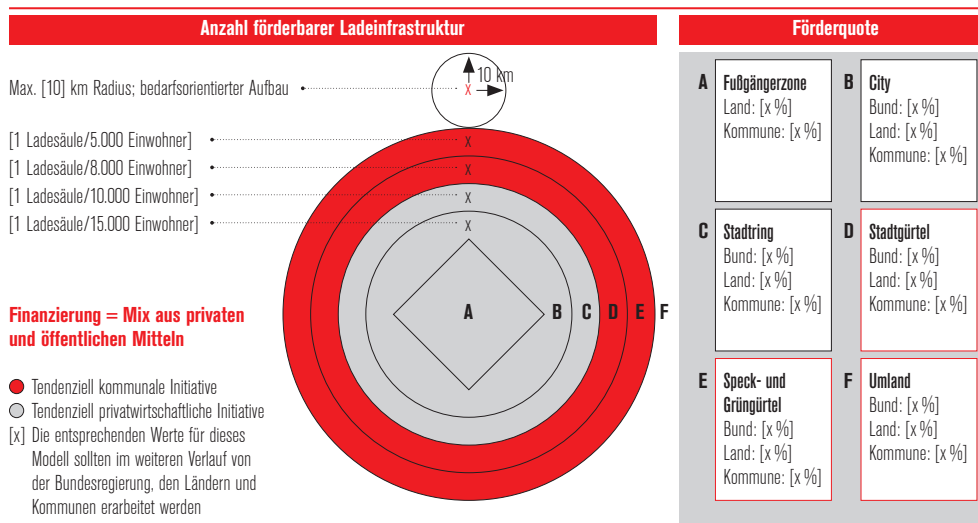 Anzahl förderbarer Ladeinfrastruktur
Max. [10] km Radius; bedarfsorientierter Aufbau
10 km
X
[1 Ladesäule/5.000 Einwohner]
X
[1 Ladesäule/8.000 Einwohner]
X
[1 Ladesäule/10.000 Einwohner]
X
[1 Ladesäule/15.000 Einwohner]
X
A B C D E F
Finanzierung = Mix aus privaten
und öffentlichen Mitteln
Tendenziell kommunale Initiative
Tendenziell privatwirtschaftliche Initiative
[x] Die entsprechenden Werte für dieses
Modell sollten im weiteren Verlauf von
der Bundesregierung, den Ländern und
Kommunen erarbeitet werden
Förderquote
A Fußgängerzone
Land: [x %]
Kommune: [x %]
B City
Bund: [x %]
Land: [x %]
Kommune: [x %]
C Stadtring
Bund: [x %]
Land: [x %]
Kommune: [x %]
D Stadtgürtel
Bund: [x %]
Land: [x %]
Kommune: [x %]
E Speck- und
Grüngürtel
Bund: [x %]
Land: [x %]
Kommune: [x %]
F Umland
Bund: [x %]
Land: [x %]
Kommune: [x %]